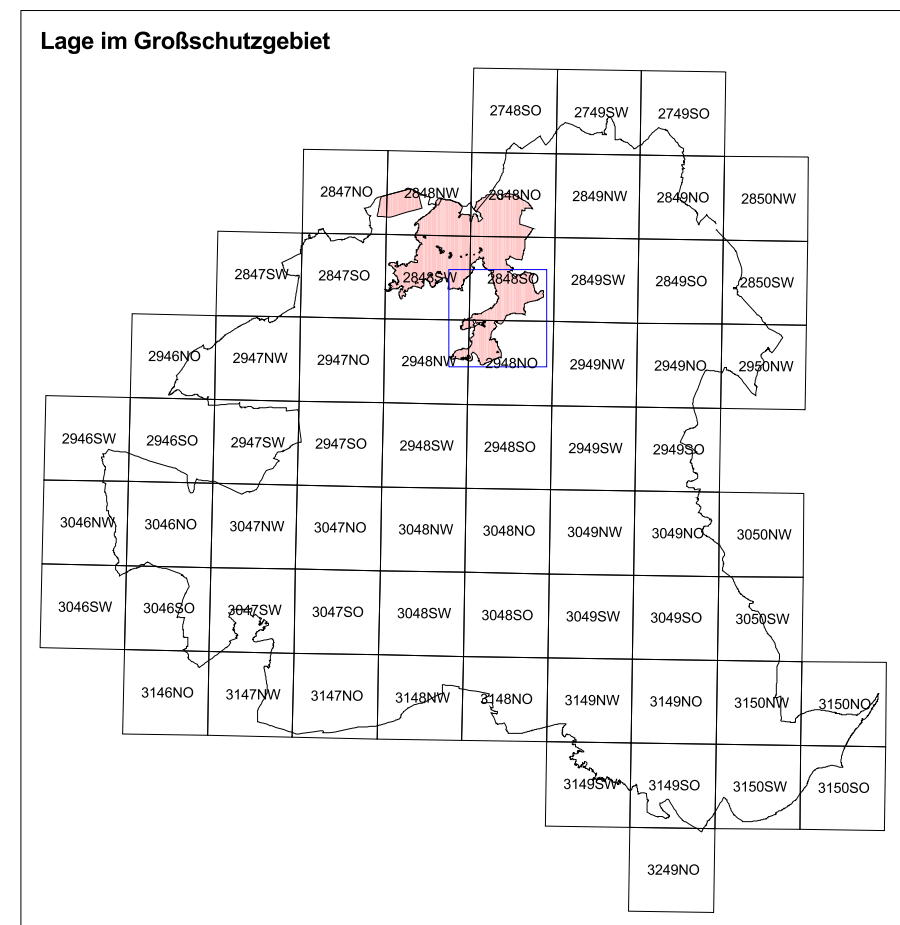 Lage im Großschutzgebiet
2748SO 2749SW 2749SO
2847NO 2848NW 2848NO 2849NW 2849NO 2850NW
2847SW 2847SO 2848SW 2848SO 2849SW 2849SO 2850SW
2946NO 2947NW 2947NO 2948NW 2948NO 2949NW 2949NO 2950NW
2946SW 2946SO 2947SW 2947SO 2948SW 2948SO 2949SW 2949SO
3046NW 3046NO 3047NW 3047NO 3048NW 3048NO 3049NW 3049NO 3050NW
3046SW 3046SO 3047SW 3047SO 3048SW 3048SO 3049SW 3049SO 3050SW
3146NO 3147NW 3147NO 3148NW 3148NO 3149NW 3149NO 3150NW 3150NO
3149SW 3149SO 3150SW 3150SO
3249NO